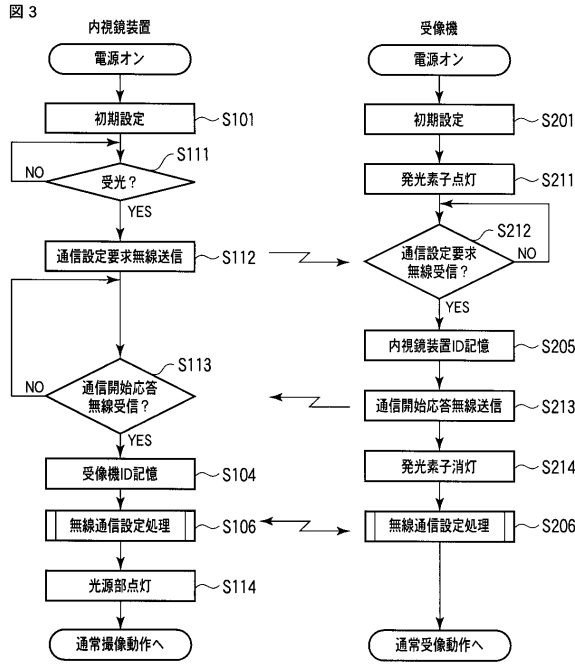 図3
内視鏡装置
電源オン
初期設定
S101
NO
S111
受光?
YES
通信設定要求無線送信
S112
S113
NO
通信開始応答
無線受信?
YES
受像機ID記憶
S104
無線通信設定処理
S106
光源部点灯
S114
通常撮像動作へ
受像機
電源オン
初期設定
S201
発光素子点灯
S211
S212
通信設定要求
無線受信?
NO
YES
内視鏡装置ID記憶
S205
通信開始応答無線送信
S213
発光素子消灯
S214
無線通信設定処理
S206
通常受像動作へ